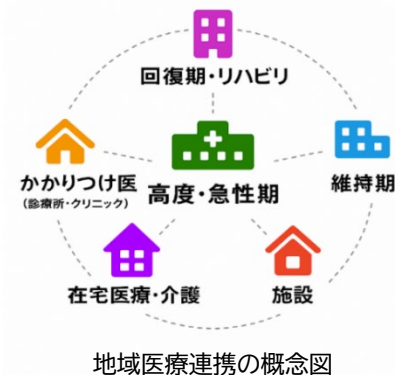 回復期・リハビリ
かかりつけ医
(診療所・クリニック)
高度・急性期
維持期
在宅医療・介護
施設
地域医療連携の概念図